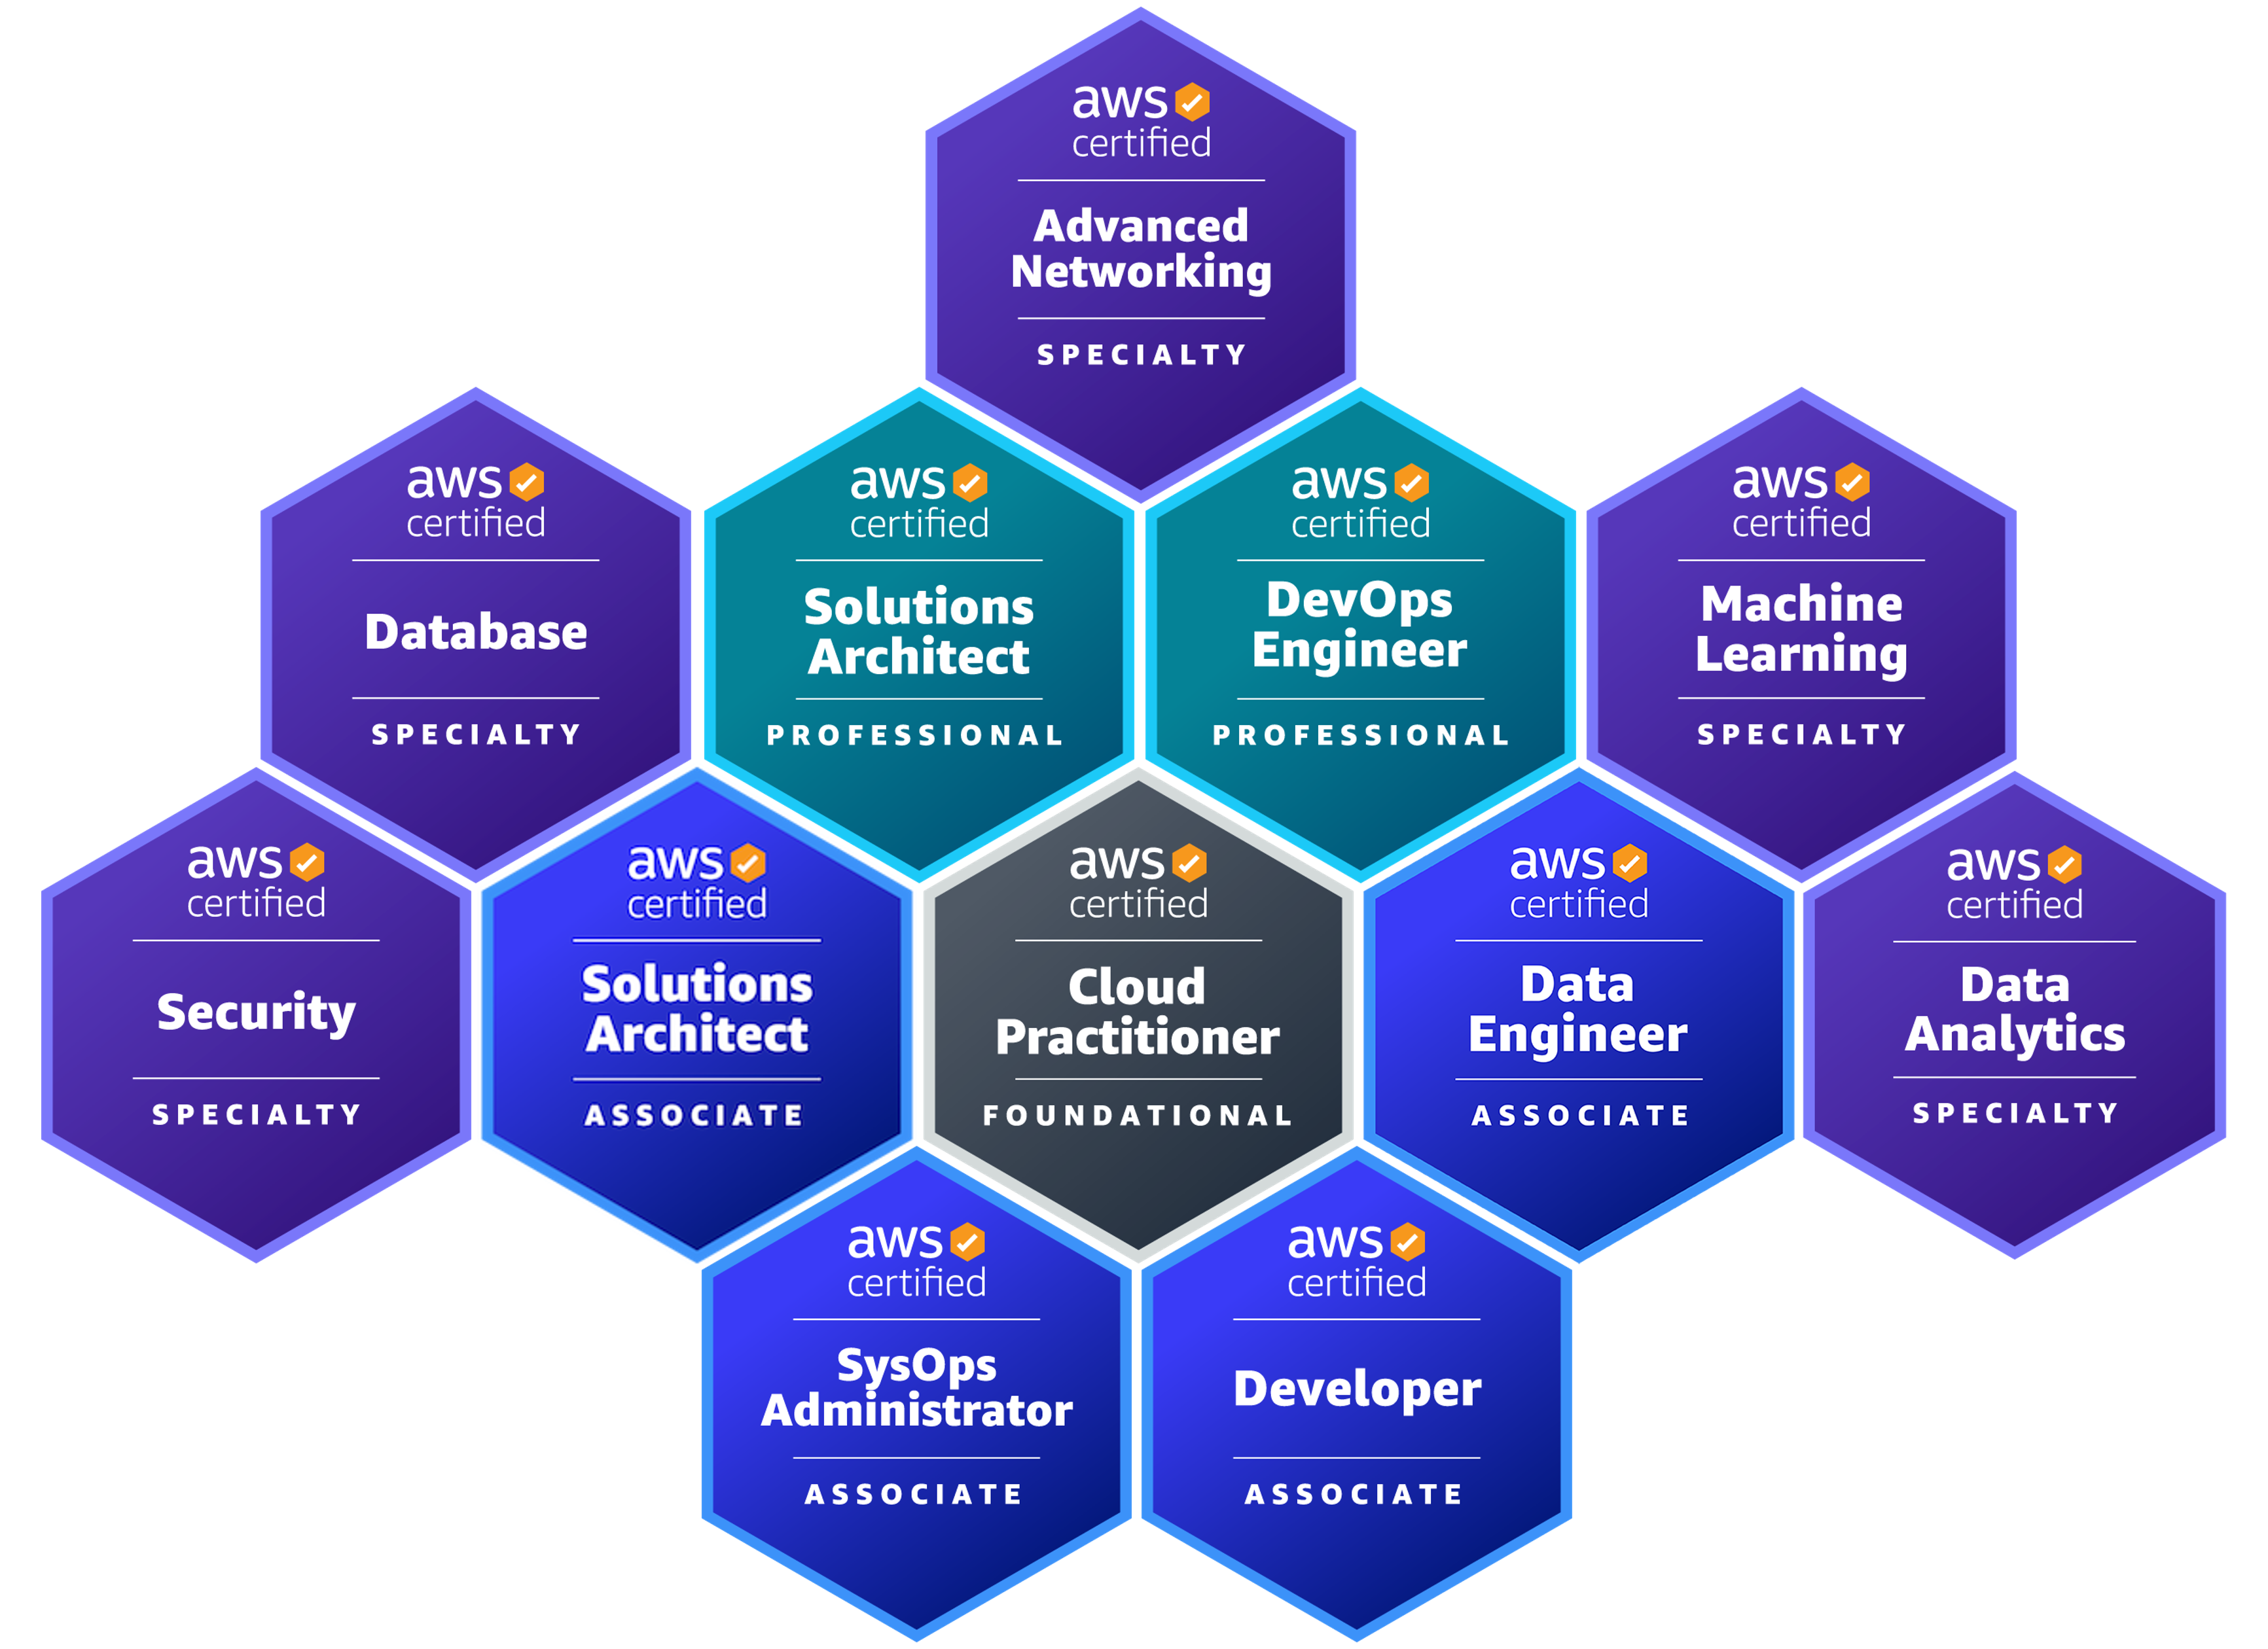 aws
certified
Advanced
Networking
SPECIALTY
aws
certified
Database
SPECIALTY
aws
certified
Solutions
Architect
PROFESSIONAL
aws
certified
DevOps
Engineer
PROFESSIONAL
aws
certified
Machine
Learning
SPECIALTY
aws
certified
Security
SPECIALTY
aws
certified
Solutions
Architect
ASSOCIATE
aws
certified
Cloud
Practitioner
FOUNDATIONAL
aws
certified
Data
Engineer
ASSOCIATE
aws
certified
Data
Analytics
SPECIALTY
aws
certified
SysOps
Administrator
ASSOCIATE
aws
certified
Developer
ASSOCIATE